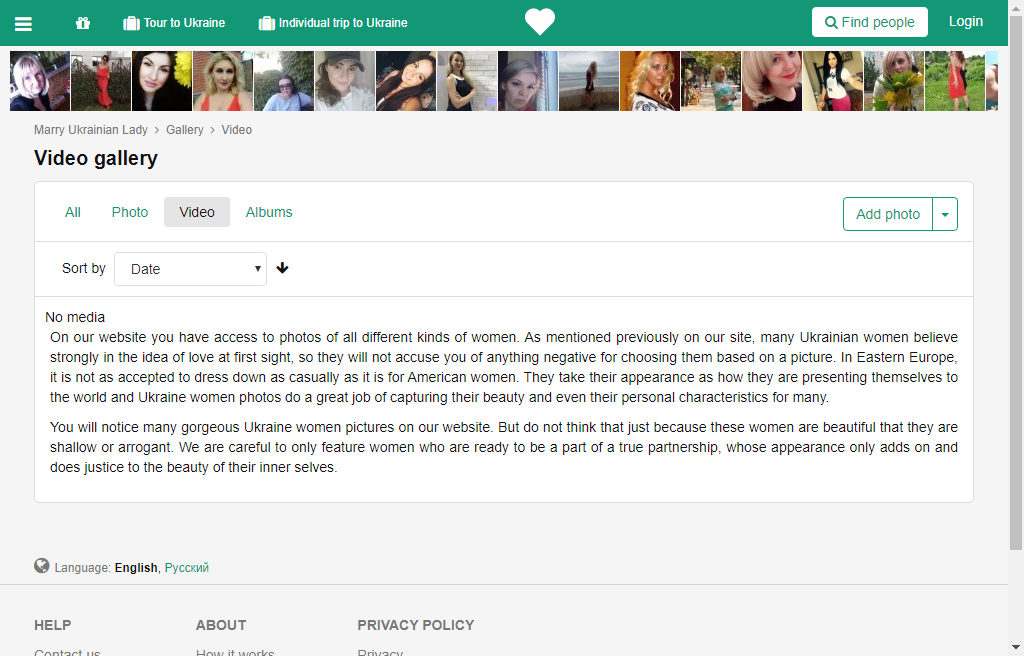 Tour to Ukraine
Individual trip to Ukraine
Find people
Login
Marry Ukrainian Lady > Gallery > Video
Video gallery
All
Photo
Video
Albums
Add photo
Sort by
Date
No media
On our website you have access to photos of all different kinds of women. As mentioned previously on our site, many Ukrainian women believe
strongly in the idea of love at first sight, so they will not accuse you of anything negative for choosing them based on a picture. In Eastern Europe,
it is not as accepted to dress down as casually as it is for American women. They take their appearance as how they are presenting themselves to
the world and Ukraine women photos do a great job of capturing their beauty and even their personal characteristics for many.
You will notice many gorgeous Ukraine women pictures on our website. But do not think that just because these women are beautiful that they are
shallow or arrogant. We are careful to only feature women who are ready to be a part of a true partnership, whose appearance only adds on and
does justice to the beauty of their inner selves.
Language: English, Русский
HELP
ABOUT
PRIVACY POLICY
Contact us
How it works
Privacy